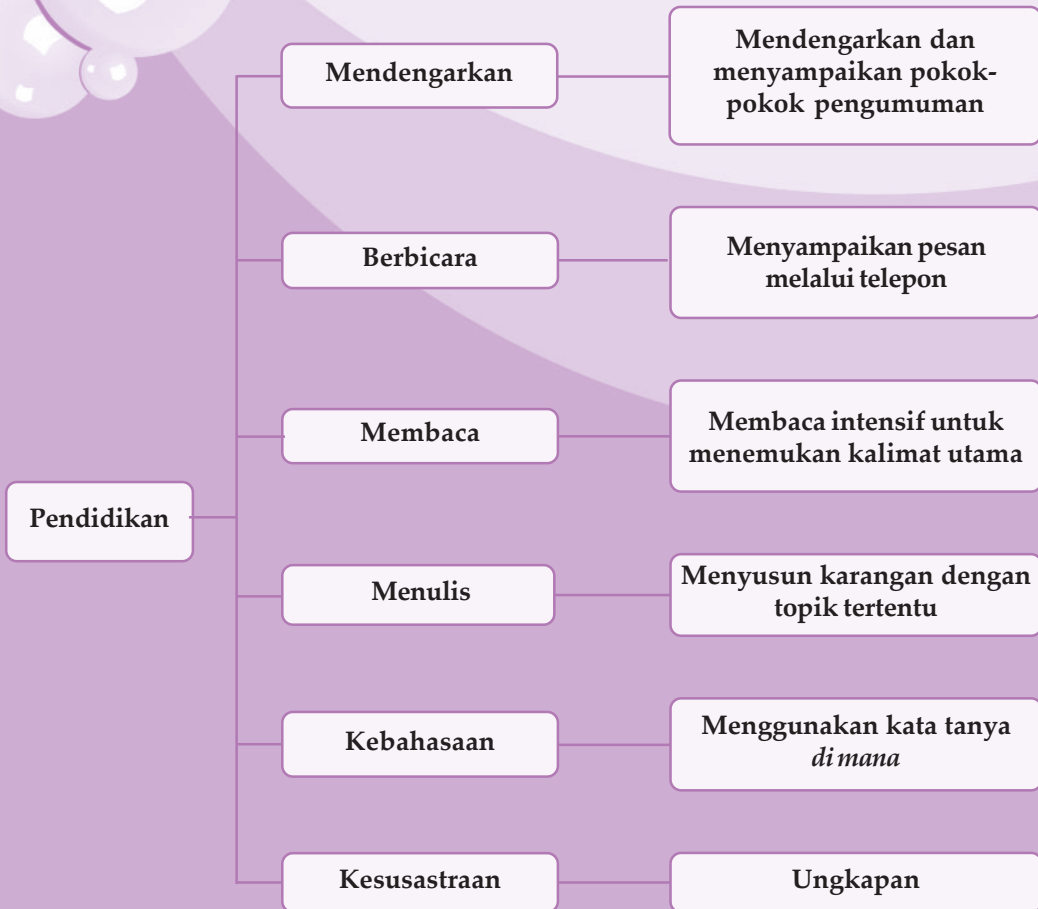 Mendengarkan
Mendengarkan dan
menyampaikan pokok-
pokok pengumuman
Berbicara
Menyampaikan pesan
melalui telepon
Membaca
Membaca intensif untuk
menemukan kalimat utama
Pendidikan
Menulis
Menyusun karangan dengan
topik tertentu
Kebahasaan
Menggunakan kata tanya
di mana
Kesusastraan
Ungkapan